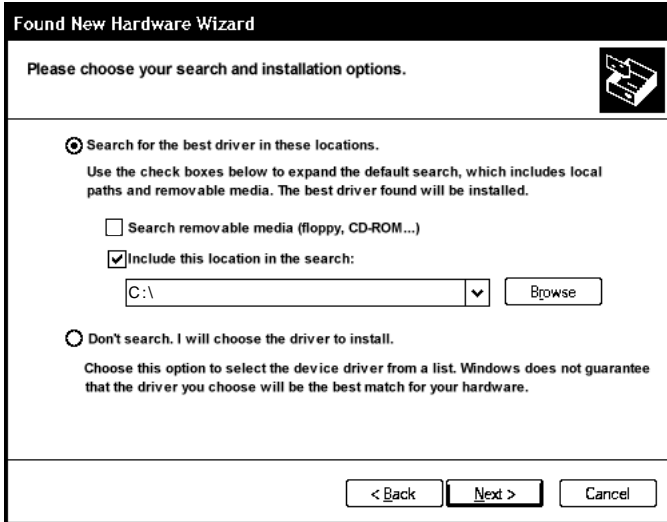 Found New Hardware Wizard
Please choose your search and installation options.
Search for the best driver in these locations.
Use the check boxes below to expand the default search, which includes local
paths and removable media. The best driver found will be installed.
Search removable media (floppy, CD-ROM...)
Include this location in the search:
C:\
Browse
Don't search. I will choose the driver to install.
Choose this option to select the device driver from a list. Windows does not guarantee
that the driver you choose will be the best match for your hardware.
< Back Next > Cancel